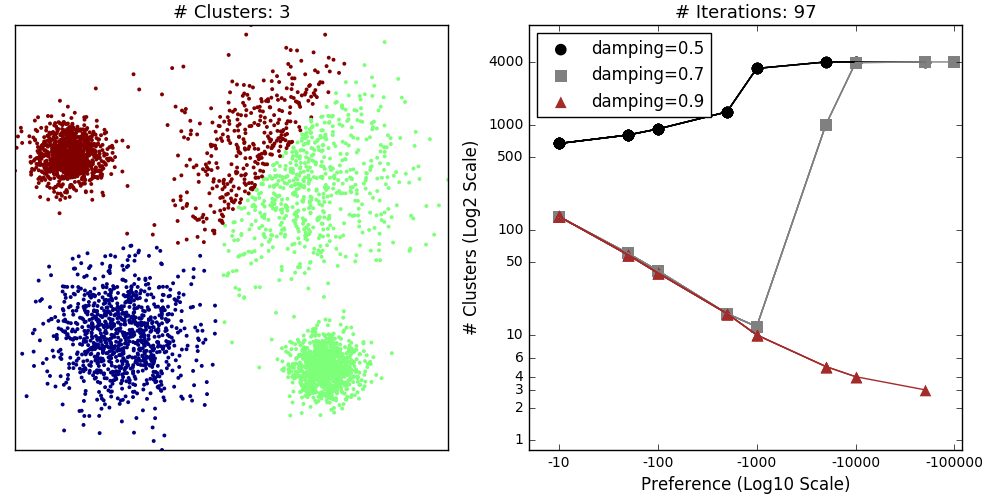 # Clusters: 3
# Iterations: 97
damping=0.5
damping=0.7
damping=0.9
# Clusters (Log2 Scale)
4000
1000
500
100
50
10
6
4
3
2
1
-10 -100 -1000 -10000 -100000
Preference (Log10 Scale)